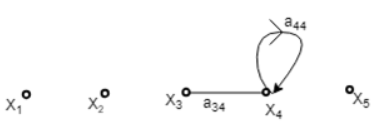 a₄₄
X₁ X₂ X₃ a₃₄ X₄ X₅